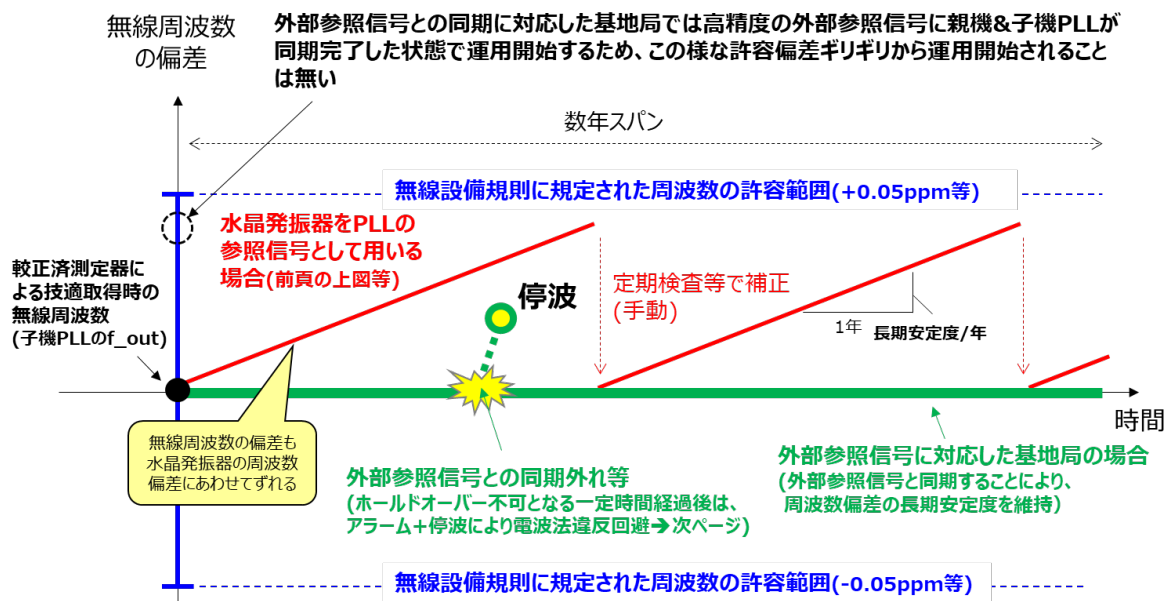 無線周波数
の偏差
外部参照信号との同期に対応した基地局では高精度の外部参照信号に親機&子機PLLが
同期完了した状態で運用開始するため、この様な許容偏差ギリギリから運用開始されること
は無い
数年スパン
無線設備規則に規定された周波数の許容範囲(+0.05ppm等)
水晶発振器をPLLの
参照信号として用いる
場合(前頁の上図等)
較正済測定器に
よる技適取得時の
無線周波数
(子機PLLのf_out)
停波
定期検査等で補正
(手動)
1年
長期安定度/年
時間
無線周波数の偏差も
水晶発振器の周波数
偏差にあわせてずれる
外部参照信号との同期外れ等
(ホールドオーバー不可となる一定時間経過後は、
アラーム+停波により電波法違反回避➔次ページ)
外部参照信号に対応した基地局の場合
(外部参照信号と同期することにより、
周波数偏差の長期安定度を維持)
無線設備規則に規定された周波数の許容範囲(-0.05ppm等)